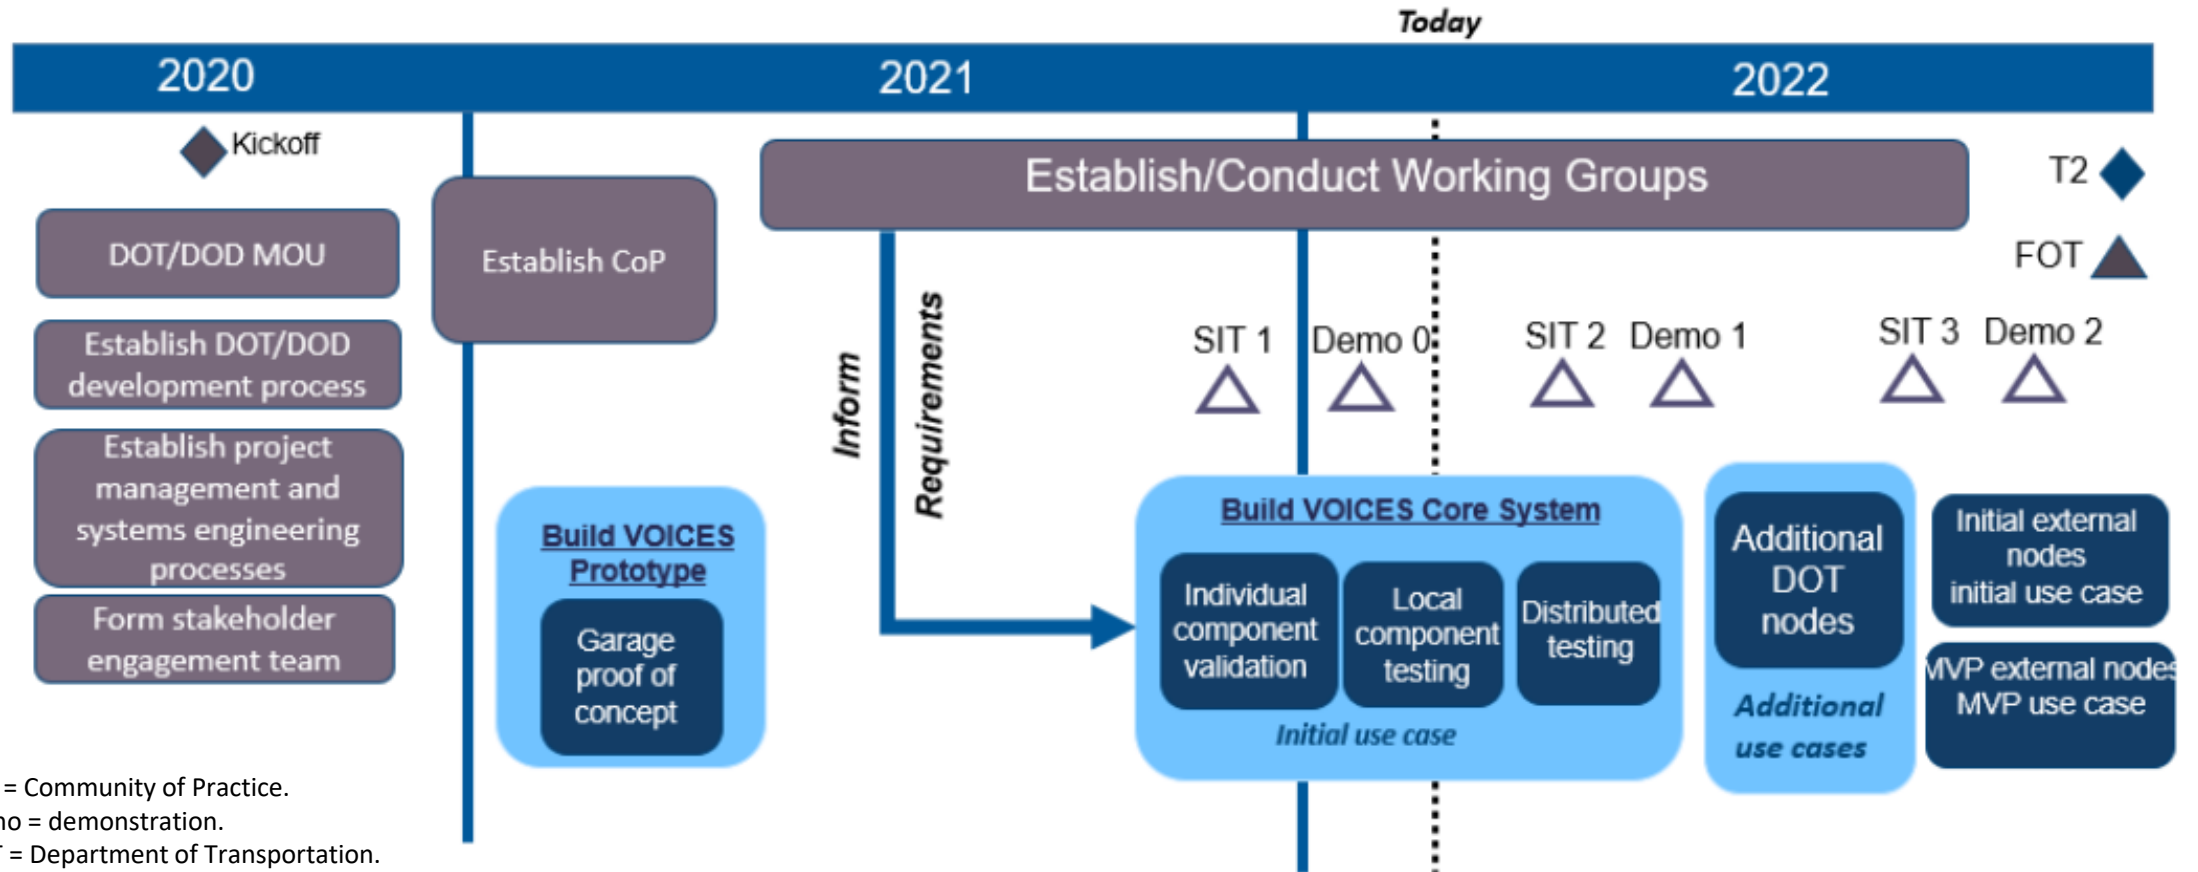 Today
2020
2021
2022
Kickoff
DOT/DOD MOU
Establish DOT/DOD
development process
Establish project
management and
systems engineering
processes
Form stakeholder
engagement team
Establish CoP
Build VOICES
Prototype
Garage
proof of
concept
Establish/Conduct Working Groups
Inform
Requirements
T2
FOT
SIT 1
Demo 0
SIT 2
Demo 1
SIT 3
Demo 2
Build VOICES Core System
Individual
component
validation
Local
component
testing
Distributed
testing
Initial use case
Additional
DOT
nodes
Additional
use cases
Initial external
nodes
initial use case
MVP external nodes
MVP use case
= Community of Practice.
= demonstration.
= Department of Transportation.